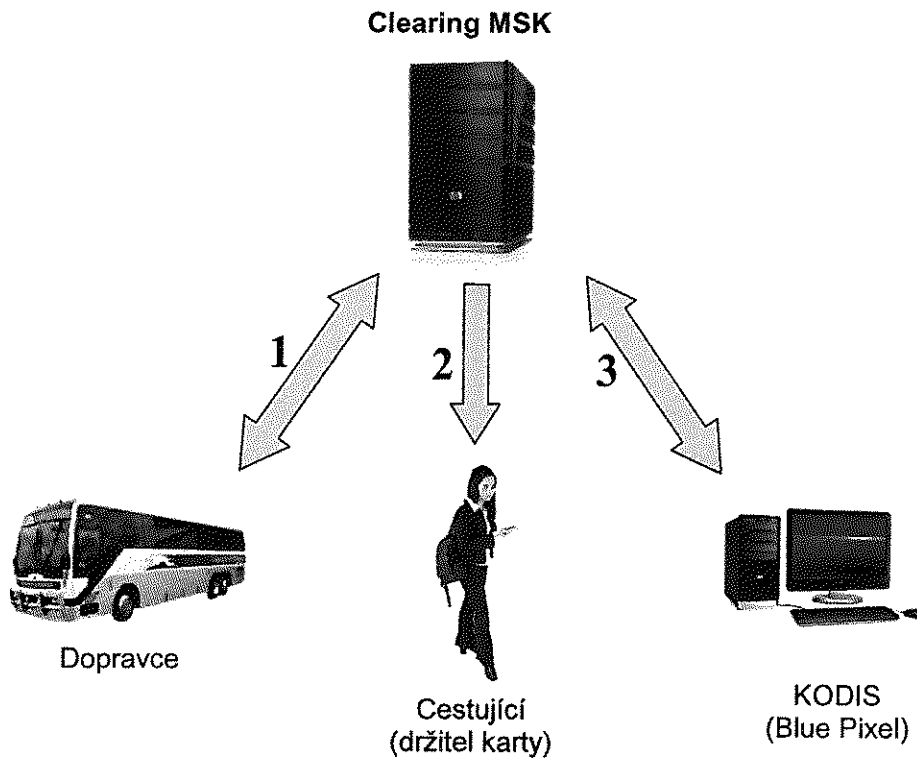 Clearing MSK
1
2
3
Dopravce
Cestující
(držitel karty)
KODIS
(Blue Pixel)